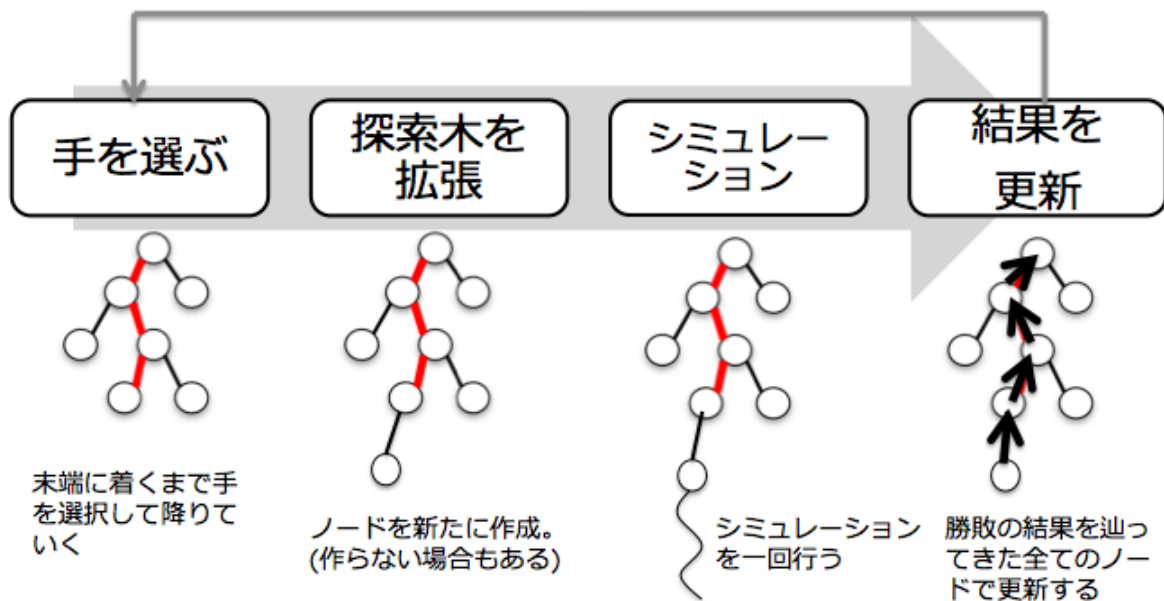 手を選ぶ
探索木を
拡張
シミュレー
ション
結果を
更新
末端に着くまで手
を選択して降りて
いく
ノードを新たに作成。
(作らない場合もある)
シミュレーション
を一回行う
勝敗の結果を辿っ
てきた全てのノー
ドで更新する